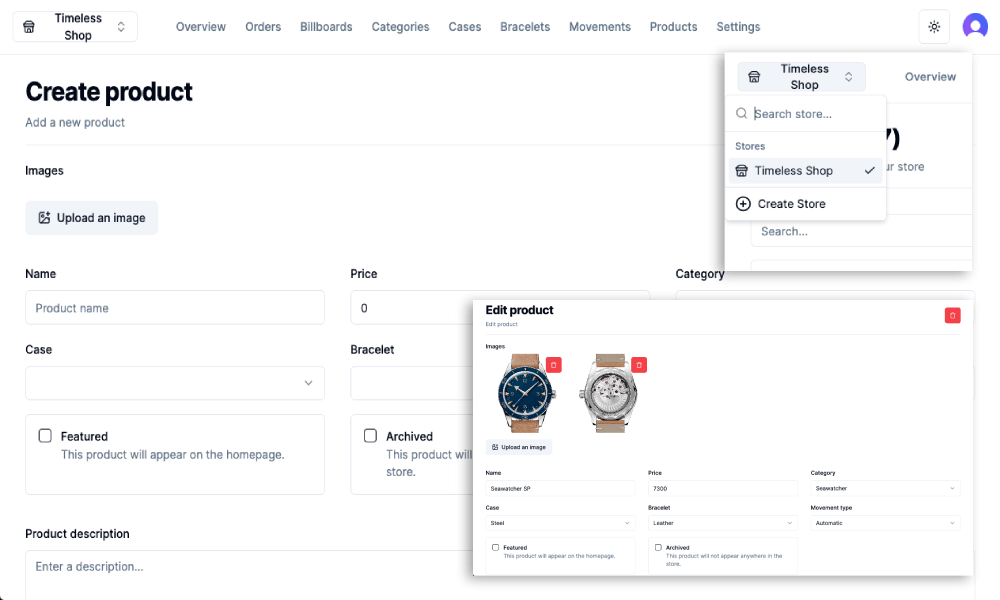 Timeless
Shop
Overview Orders Billboards Categories Cases Bracelets Movements Products Settings
Create product
Add a new product
Images
Upload an image
Name
Price
Category
Product name
0
Case
Bracelet
Featured
This product will appear on the homepage.
Archived
This product will
store.
Product description
Enter a description...
Timeless
Shop
Overview
Search store...
7)
Stores
ur store
Timeless Shop
Create Store
Search...
Edit product
Edit product
Images
Upload an image
Name
Price
Category
Seawatcher SP
7300
Seawatcher
Case
Bracelet
Movement type
Steel
Leather
Automatic
Featured
This product will appear on the homepage.
Archived
This product will not appear anywhere in the
store.